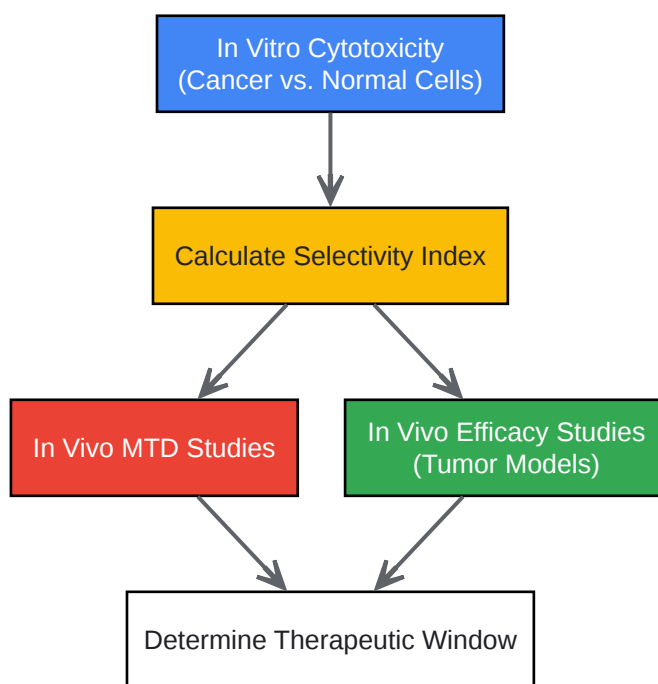 In Vitro Cytotoxicity
(Cancer vs. Normal Cells)
Calculate Selectivity Index
In Vivo MTD Studies
In Vivo Efficacy Studies
(Tumor Models)
Determine Therapeutic Window